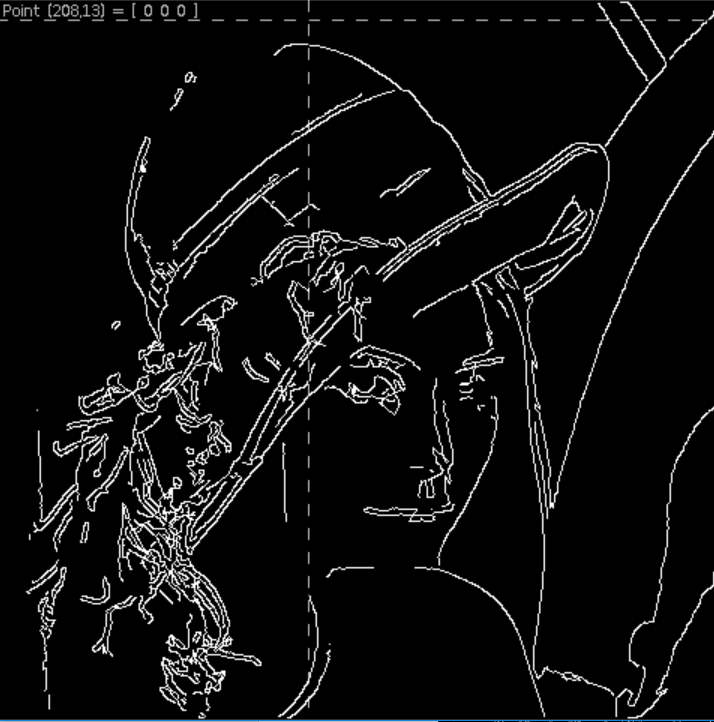 Point (208,13) = [ 0 0 0 ]